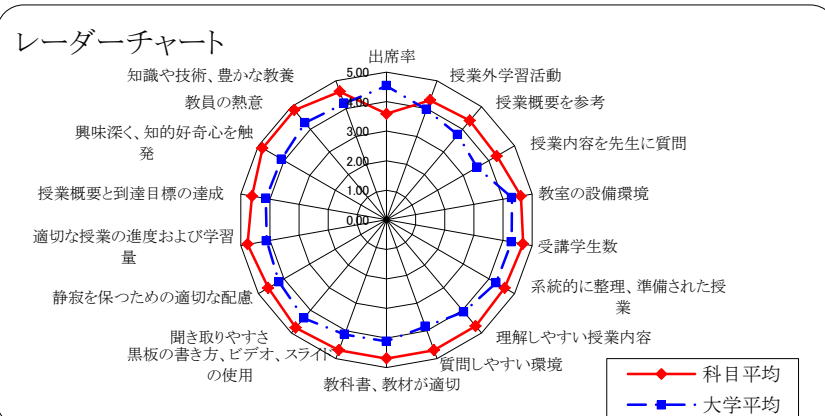 レーダーチャート
出席率
授業外学習活動
授業概要を参考
授業内容を先生に質問
教室の設備環境
受講学生数
系統的に整理、準備された授
業
理解しやすい授業内容
質問しやすい環境
教科書、教材が適切
黒板の書き方、ビデオ、スライド
の使用
聞き取りやすさ
静寂を保つための適切な配慮
適切な授業の進度および学習
量
授業概要と到達目標の達成
興味深く、知的好奇心を触
発
教員の熱意
知識や技術、豊かな教養
5.00
4.00
3.00
2.00
1.00
0.00
科目平均
大学平均